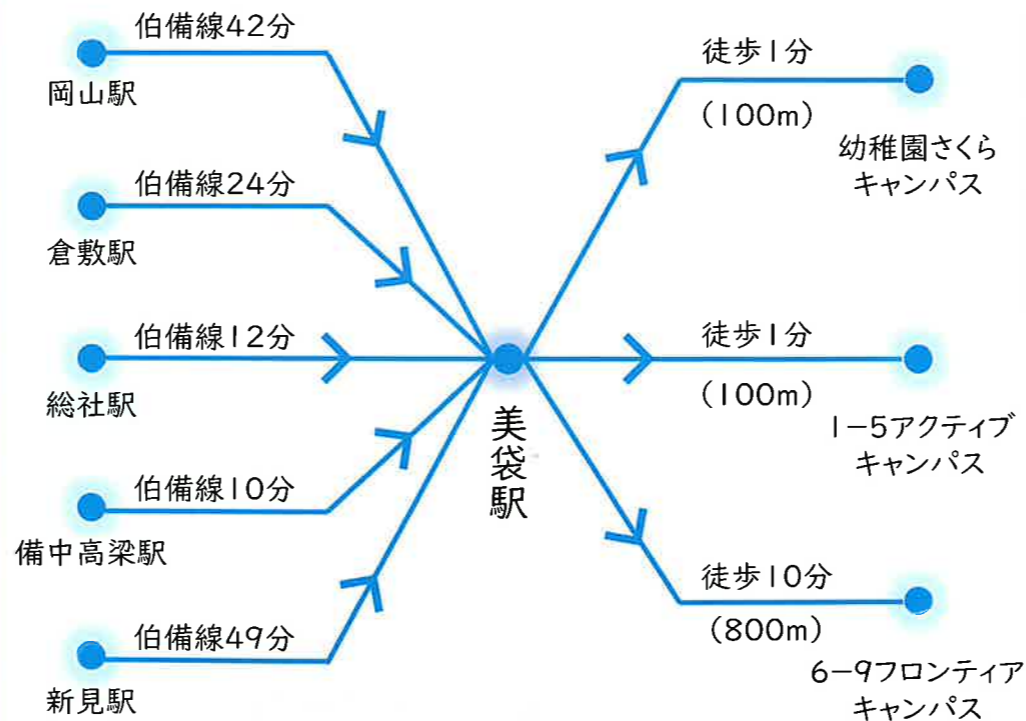 伯備線42分
岡山駅
伯備線24分
倉敷駅
伯備線12分
総社駅
伯備線10分
備中高梁駅
伯備線49分
新見駅
美袋駅
徒歩1分
(100m)
幼稚園さくら
キャンパス
徒歩1分
(100m)
1-5アクティブ
キャンパス
徒歩10分
(800m)
6-9フロンティア
キャンパス